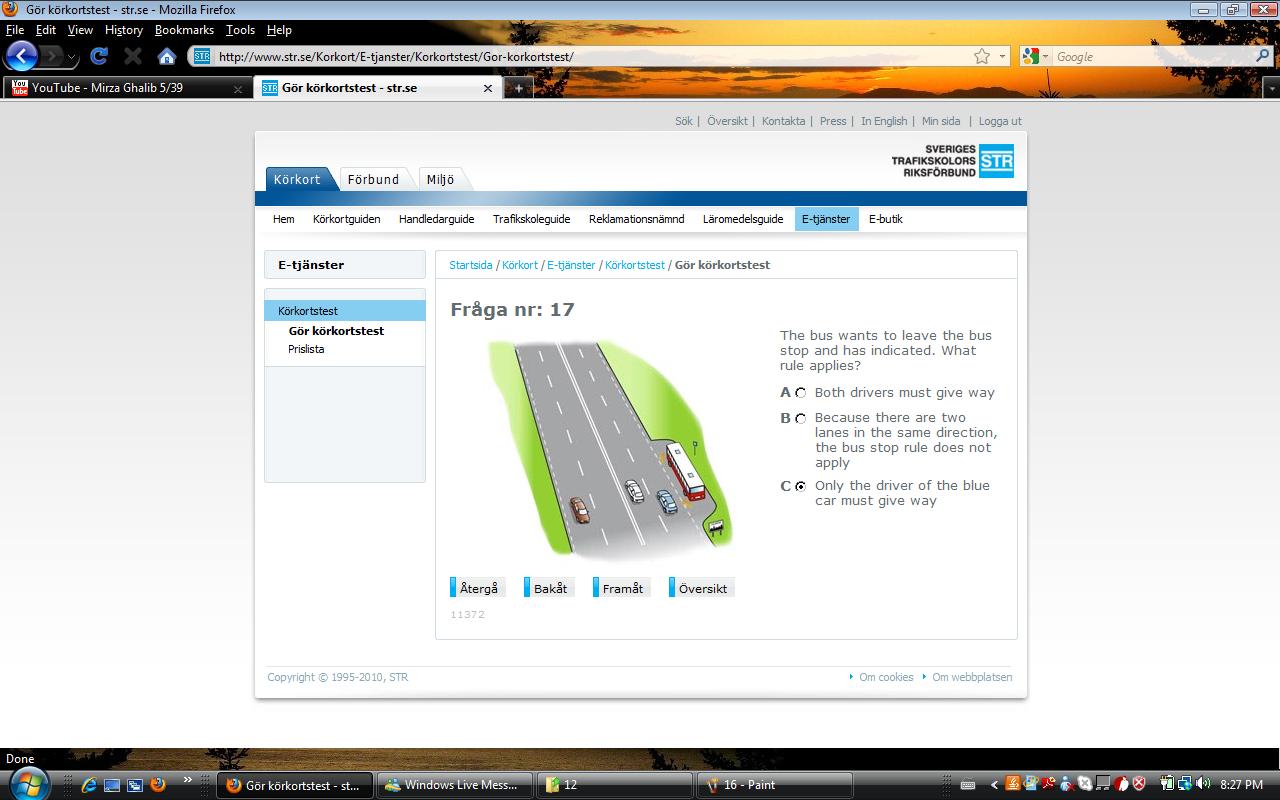 Gör körkortstest - str.se - Mozilla Firefox
File Edit View History Bookmarks Tools Help
STR http://www.str.se/Korkort/E-tjanster/Korkortstest/Gor-korkortstest/ Google
You Tube YouTube - Mirza Ghalib 5/39 STR Gör körkortstest - str.se
Sök | Översikt | Kontakta | Press | In English | Min sida | Logga ut
SVERIGES
TRAFIKSKOLORS STR
RIKSFÖRBUND
Körkort Förbund Miljö
Hem Körkortguiden Handledarguide Trafikskoleguide Reklamationsnämnd Läromedelsguide E-tjänster E-butik
E-tjänster
Körkortstest
Gör körkortstest
Prislista
Startsida / Körkort / E-tjänster / Körkortstest / Gör körkortstest
Fråga nr: 17
The bus wants to leave the bus
stop and has indicated. What
rule applies?
A Both drivers must give way
B Because there are two
lanes in the same direction,
the bus stop rule does not
apply
C Only the driver of the blue
car must give way
Återgå Bakåt Framåt Översikt
11372
Copyright © 1995-2010, STR Om cookies Om webbplatsen
Done
Gör körkortstest - st... Windows Live Mess... 12 16 - Paint 8:27 PM